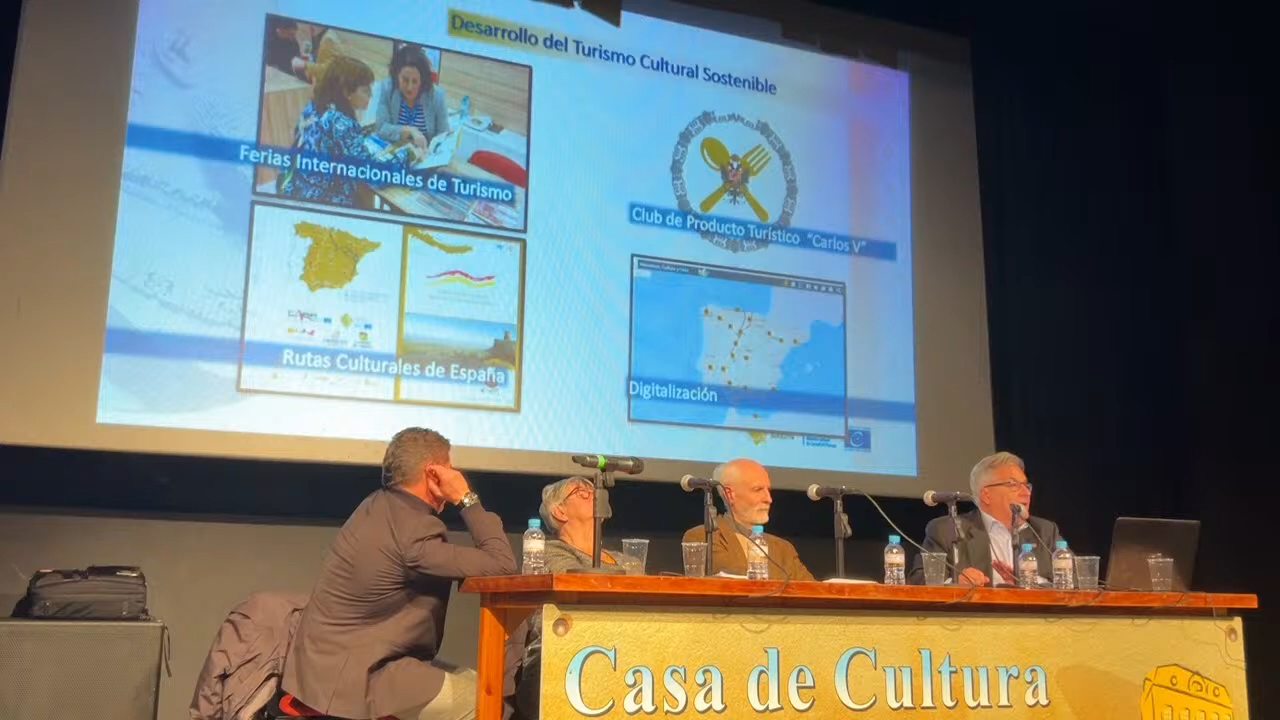 Desarrollo del Turismo Cultural Sostenible
Ferias Internacionales de Turismo
Club de Producto Turístico "Carlos V"
Rutas Culturales de España
Digitalización
Casa de Cultura